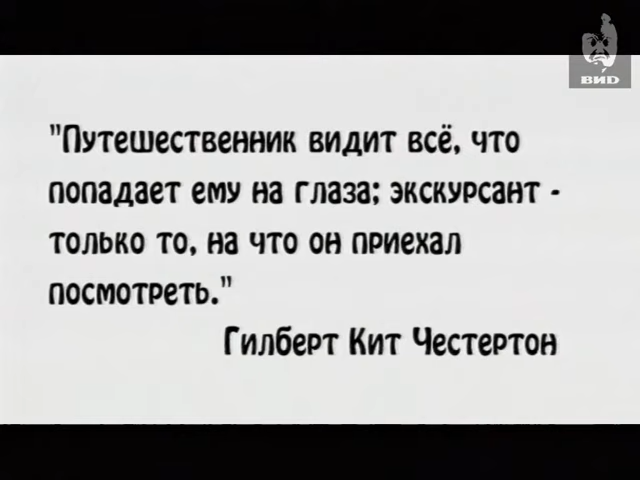 ВИD
"Путешественник видит всё, что
попадает ему на глаза; экскурсант -
только то, на что он приехал
посмотреть."
Гилберт Кит Честертон